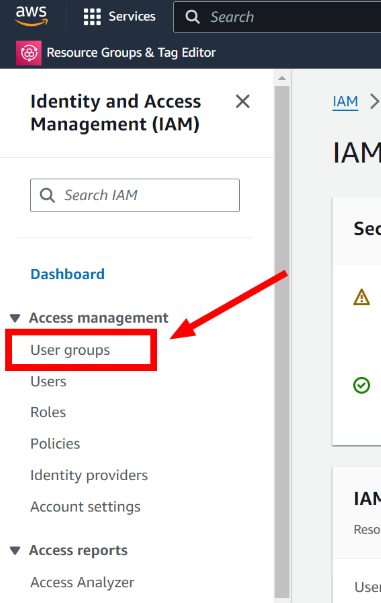 aws
Services
Search
Resource Groups & Tag Editor
Identity and Access
Management (IAM)
Search IAM
Dashboard
Access management
User groups
Users
Roles
Policies
Identity providers
Account settings
Access reports
Access Analyzer
IAM
IAM
Sec
IAM
Reso
User